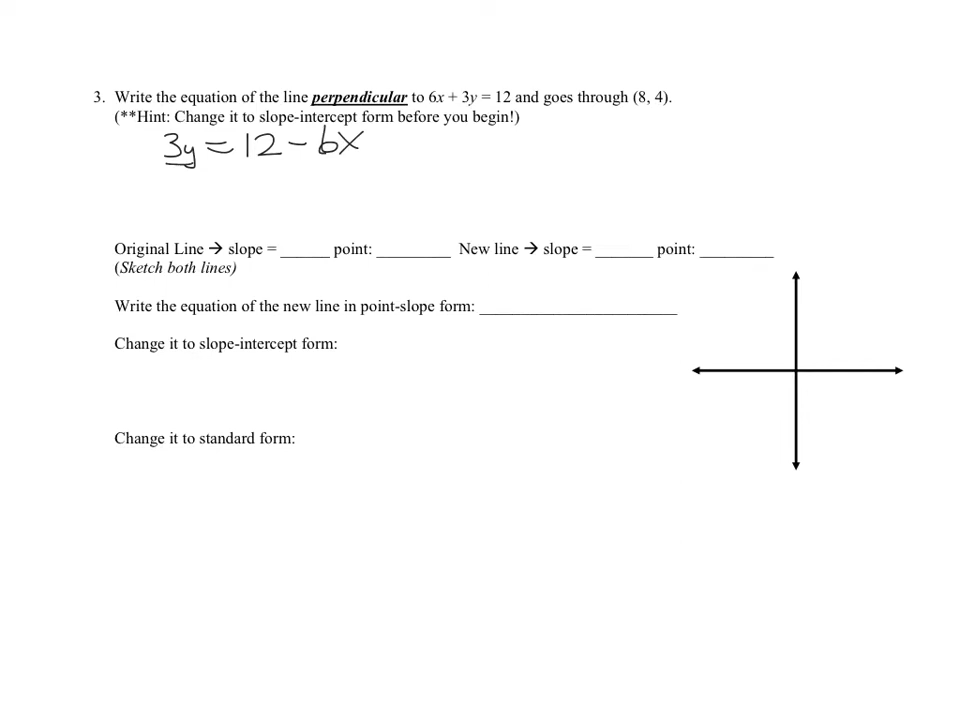 3. Write the equation of the line perpendicular to 6x + 3y = 12 and goes through (8, 4).
(**Hint: Change it to slope-intercept form before you begin!)
3y = 12 - 6x
Original Line → slope = ______ point: _________ New line → slope = _______ point: _________
(Sketch both lines)
Write the equation of the new line in point-slope form: ________________________
Change it to slope-intercept form:
Change it to standard form: